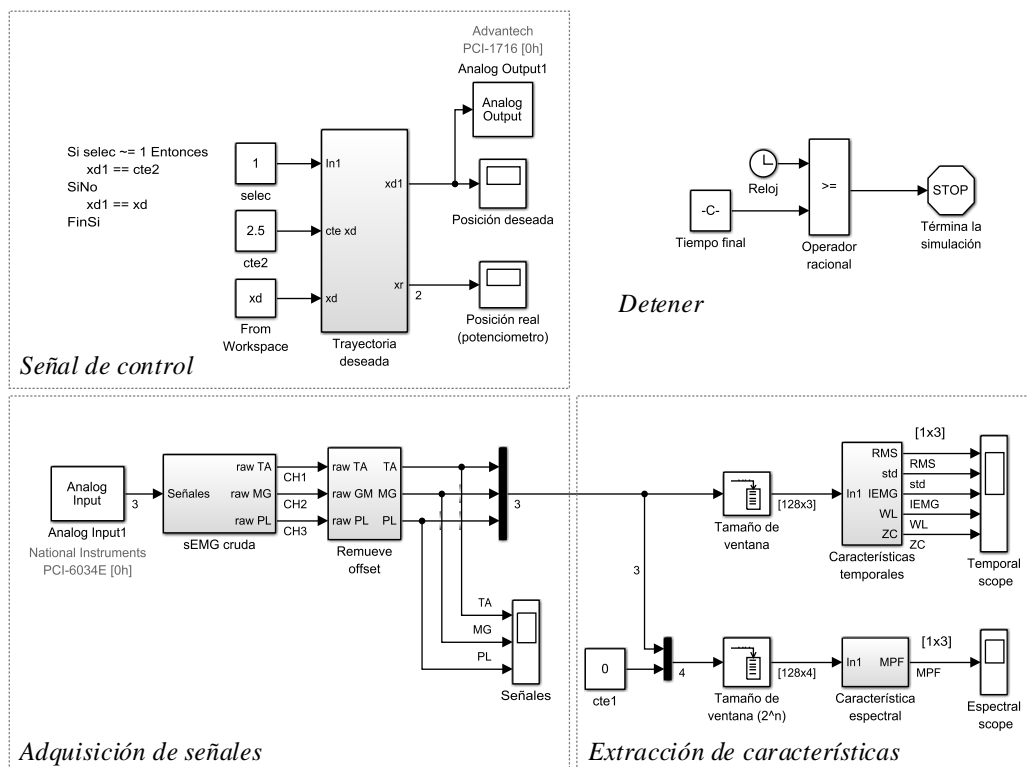 Advantech
PCI-1716 [0h]
Analog Output1
Analog
Output
Si selec ~= 1 Entonces
xd1 == cte2
SiNo
xd1 == xd
FinSi
1
selec
2.5
cte2
xd
From
Workspace
In1
cte xd
xd
xd1
xr
2
Trayectoria
deseada
Posición deseada
Posición real
(potenciometro)
Señal de control
Reloj
-C-
Tiempo final
>=
Operador
racional
STOP
Términa la
simulación
Detener
Analog
Input
3
Analog Input1
National Instruments
PCI-6034E [0h]
Señales
raw TA
raw MG
raw PL
sEMG cruda
CH1
CH2
CH3
raw TA
raw GM
raw PL
TA
MG
PL
Remueve
offset
3
TA
MG
PL
Señales
Adquisición de señales
3
Tamaño de
ventana
[128x3]
In1
RMS
std
IEMG
WL
ZC
Características
temporales
[1x3]
RMS
std
IEMG
WL
ZC
Temporal
scope
0
cte1
4
Tamaño de
ventana (2^n)
[128x4]
In1
MPF
Característica
espectral
[1x3]
MPF
Espectral
scope
Extracción de características